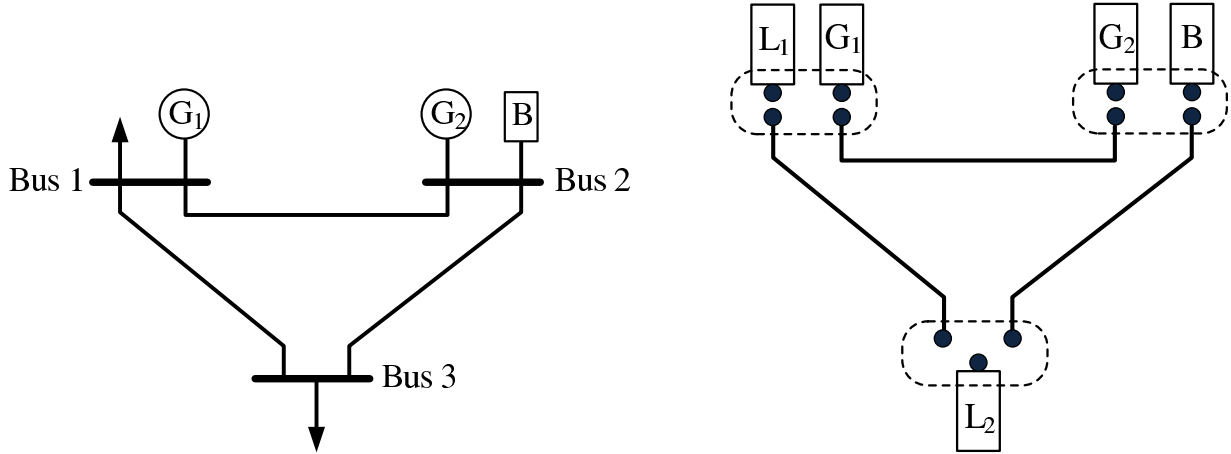 L₁ G₁ G₂ B
G₁ G₂ B
Bus 1 Bus 2
Bus 3
L₂